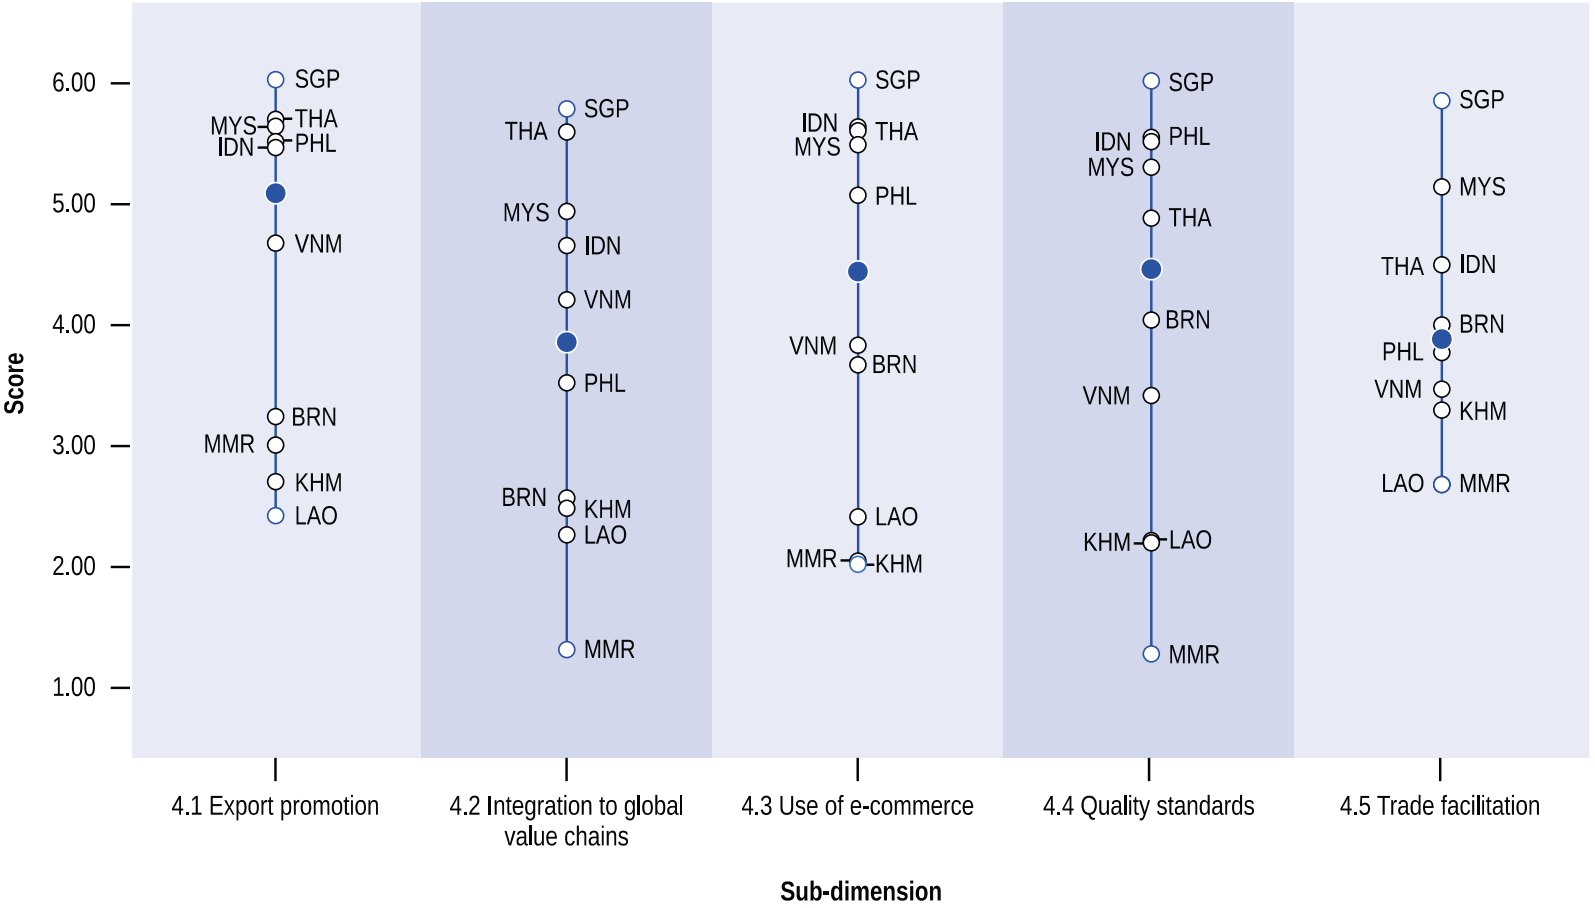 Score
6.00
5.00
4.00
3.00
2.00
1.00
SGP
THA
MYS
PHL
IDN
VNM
BRN
MMR
KHM
LAO
SGP
THA
MYS
IDN
VNM
PHL
BRN
KHM
LAO
MMR
SGP
IDN
THA
MYS
PHL
VNM
BRN
LAO
MMR
KHM
SGP
PHL
IDN
MYS
THA
BRN
VNM
LAO
KHM
MMR
SGP
MYS
THA
IDN
BRN
PHL
VNM
KHM
LAO
MMR
4.1 Export promotion
4.2 Integration to global
value chains
4.3 Use of e-commerce
4.4 Quality standards
4.5 Trade facilitation
Sub-dimension